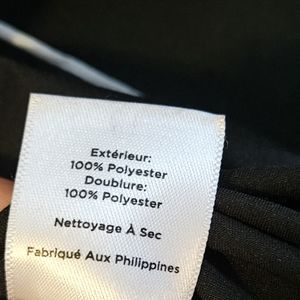 Extérieur:
100% Polyester
Doublure:
100% Polyester
Nettoyage À Sec
Fabriqué Aux Philippines